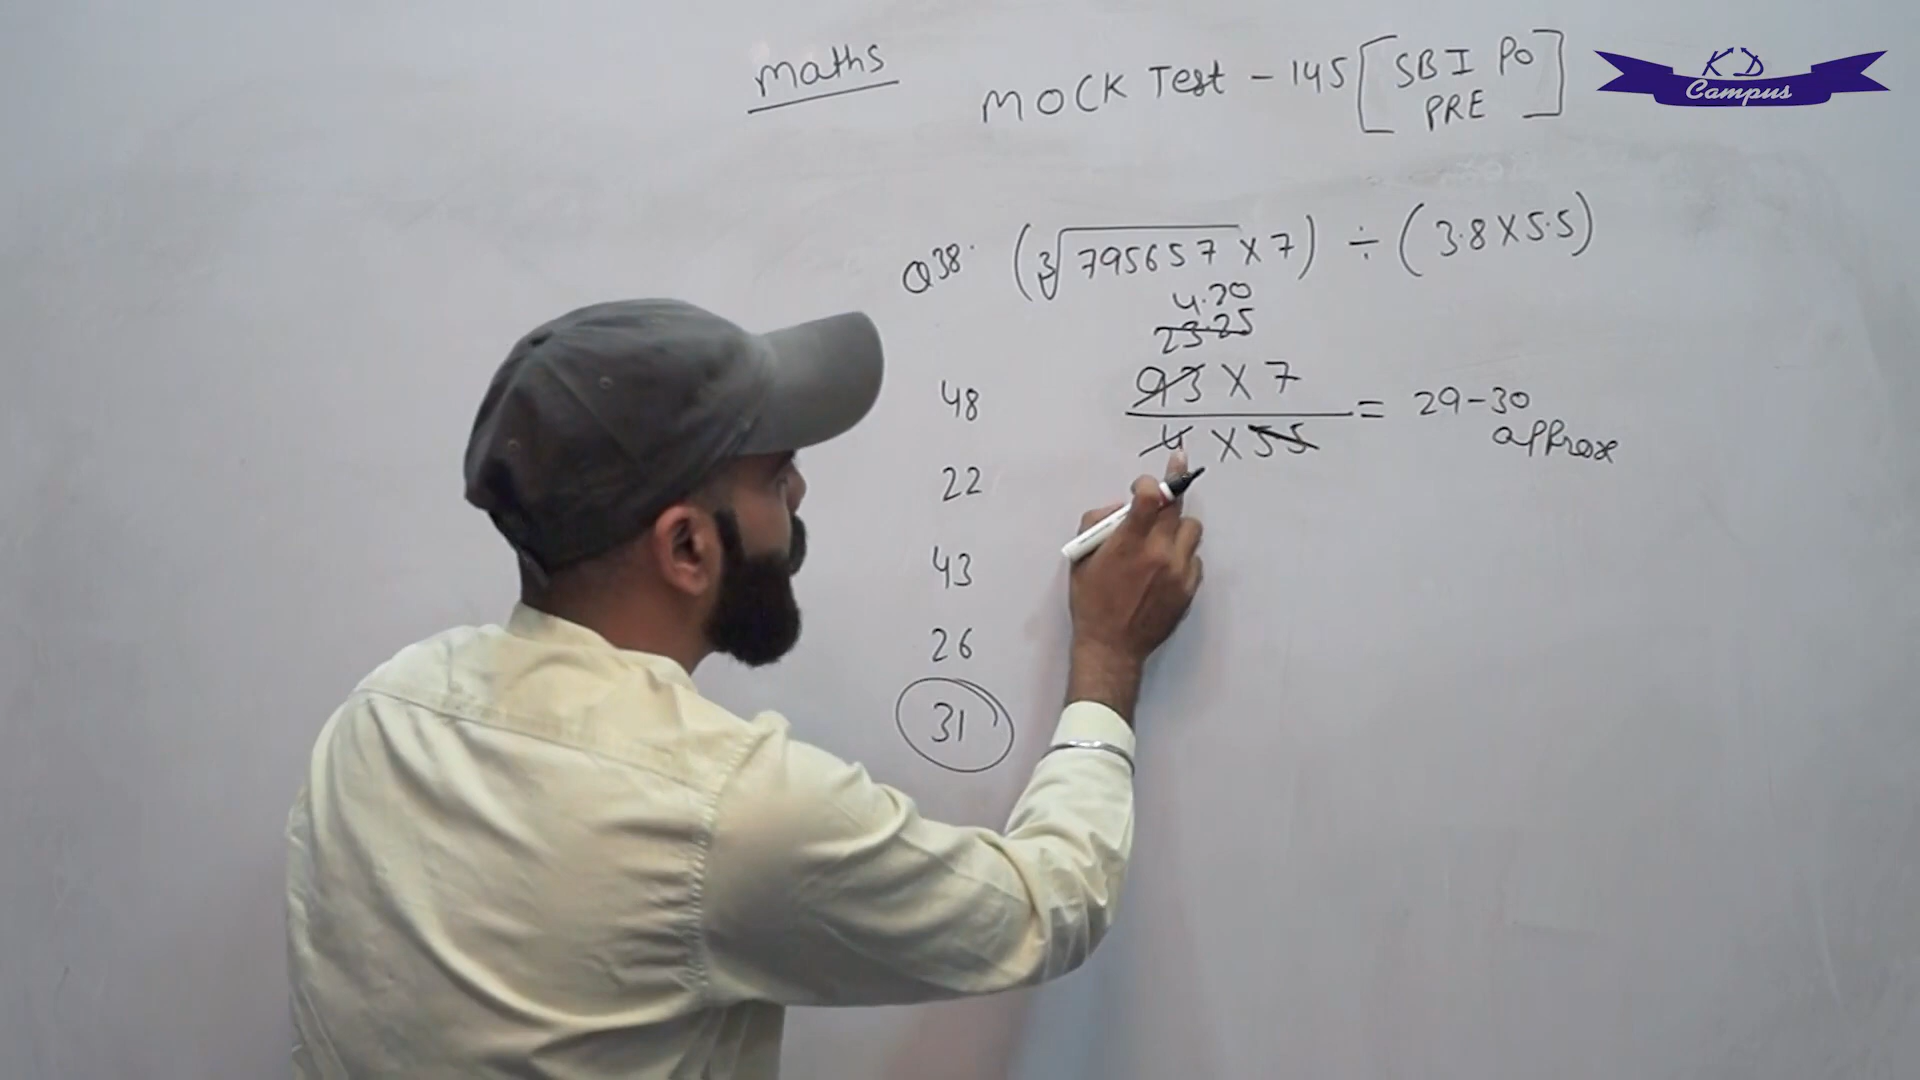 Maths
MOCK Test - 145 [SBI PO PRE]
KD
Campus
Q38. (∛795657 × 7) ÷ (3.8 × 5.5)
4.20
23.25
93 × 7
4 × 55
= 29-30
approx
48
22
43
26
31